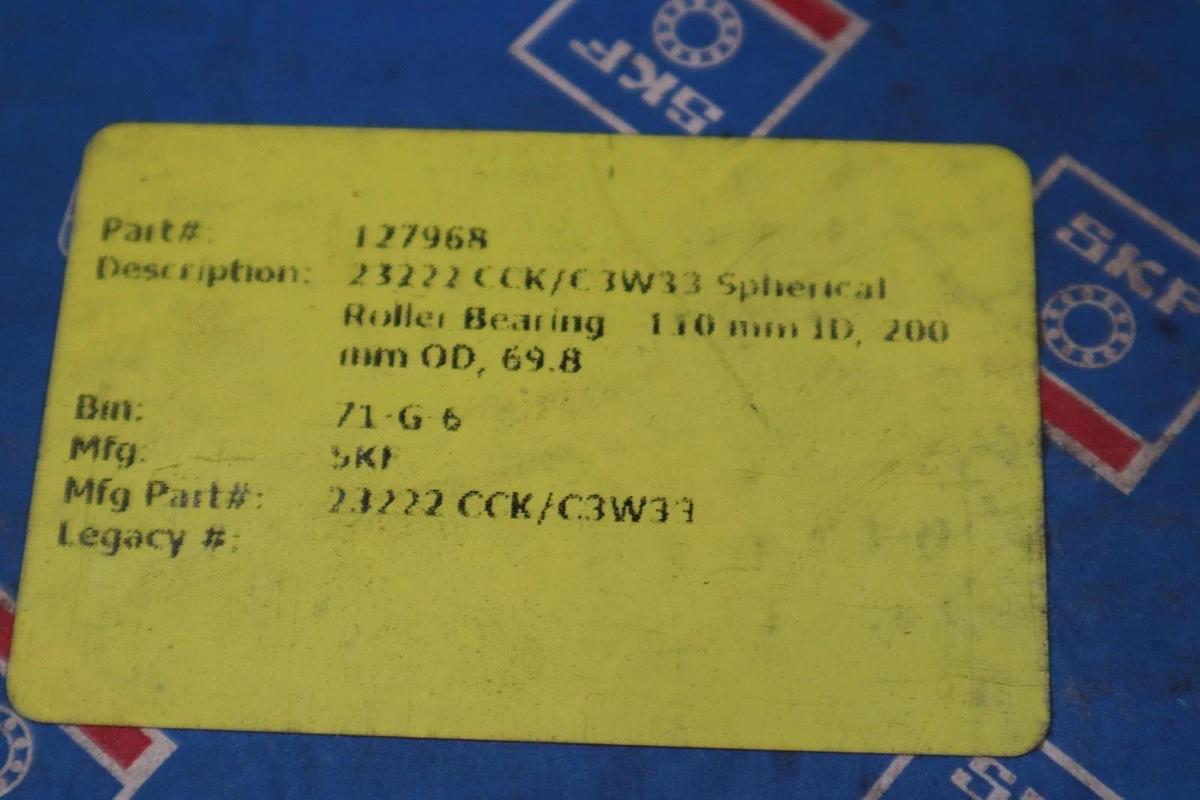 SKF
SKF
Part#: 127968
Description: 23222 CCK/C3W33 Spherical
Roller Bearing 110 mm ID, 200
mm OD, 69.8
Bin: 71-G-6
Mfg: SKF
Mfg Part#: 23222 CCK/C3W33
Legacy #:
SK